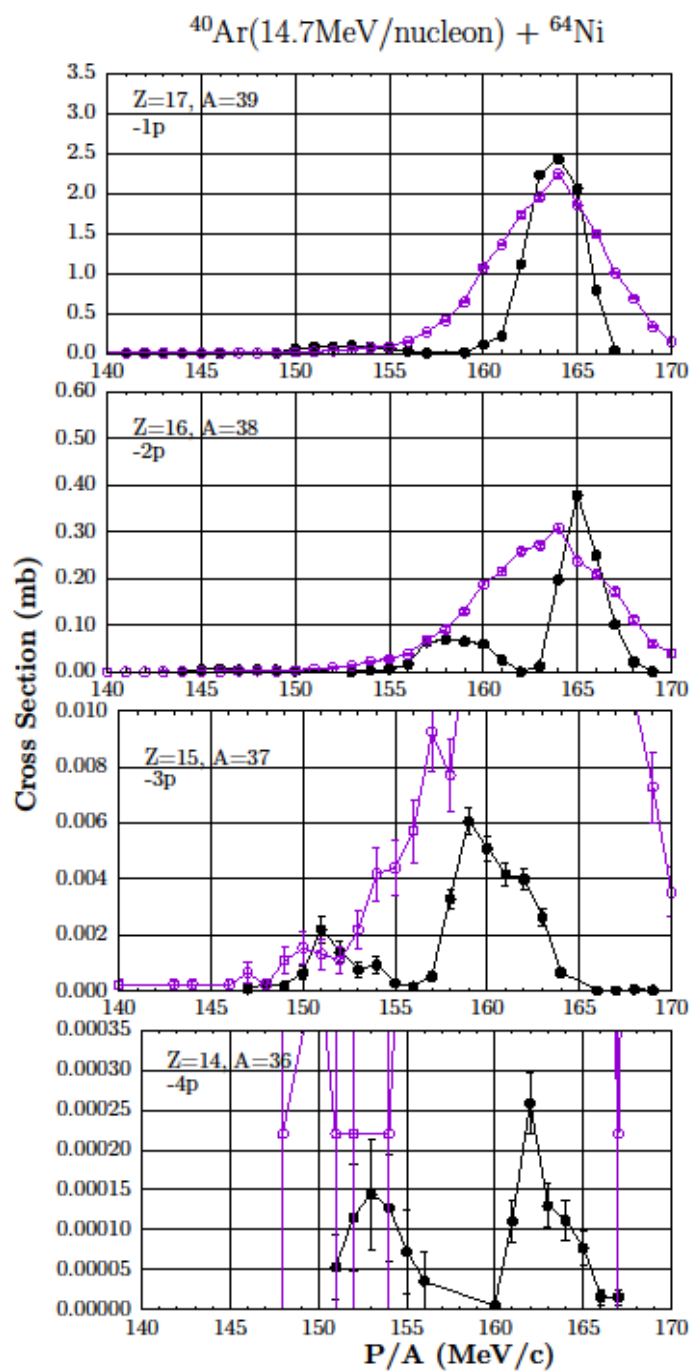 ⁴⁰Ar(14.7MeV/nucleon) + ⁶⁴Ni
3.5
3.0
2.5
2.0
1.5
1.0
0.5
0.0
Z=17, A=39
-1p
140 145 150 155 160 165 170
0.60
0.50
0.40
0.30
0.20
0.10
0.00
Z=16, A=38
-2p
140 145 150 155 160 165 170
Cross Section (mb)
0.010
0.008
0.006
0.004
0.002
0.000
Z=15, A=37
-3p
140 145 150 155 160 165 170
0.00035
0.00030
0.00025
0.00020
0.00015
0.00010
0.00005
0.00000
Z=14, A=36
-4p
140 145 150 155 160 165 170
P/A (MeV/c)